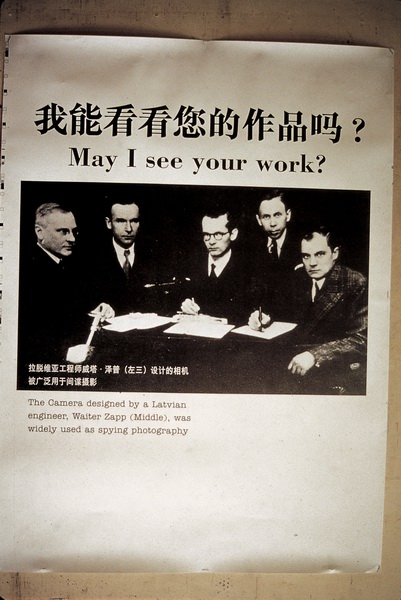 我能看看您的作品吗？
May I see your work?
拉脱维亚工程师威塔·泽普（左三）设计的相机
被广泛用于间谍摄影
The Camera designed by a Latvian
engineer, Waiter Zapp (Middle), was
widely used as spying photography